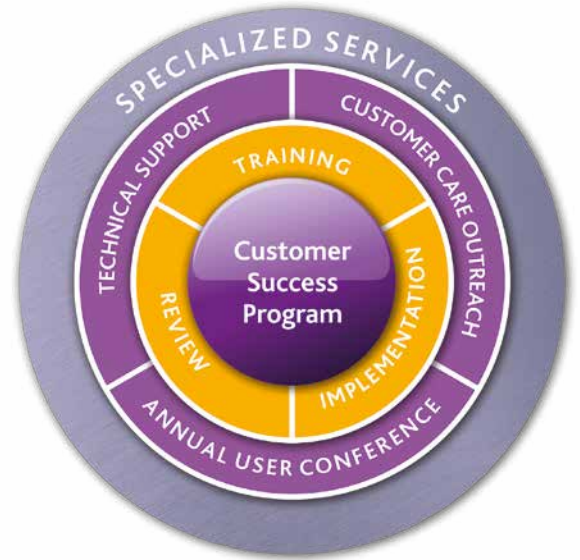 SPECIALIZED SERVICES
TECHNICAL SUPPORT
CUSTOMER CARE OUTREACH
ANNUAL USER CONFERENCE
TRAINING
IMPLEMENTATION
REVIEW
Customer
Success
Program